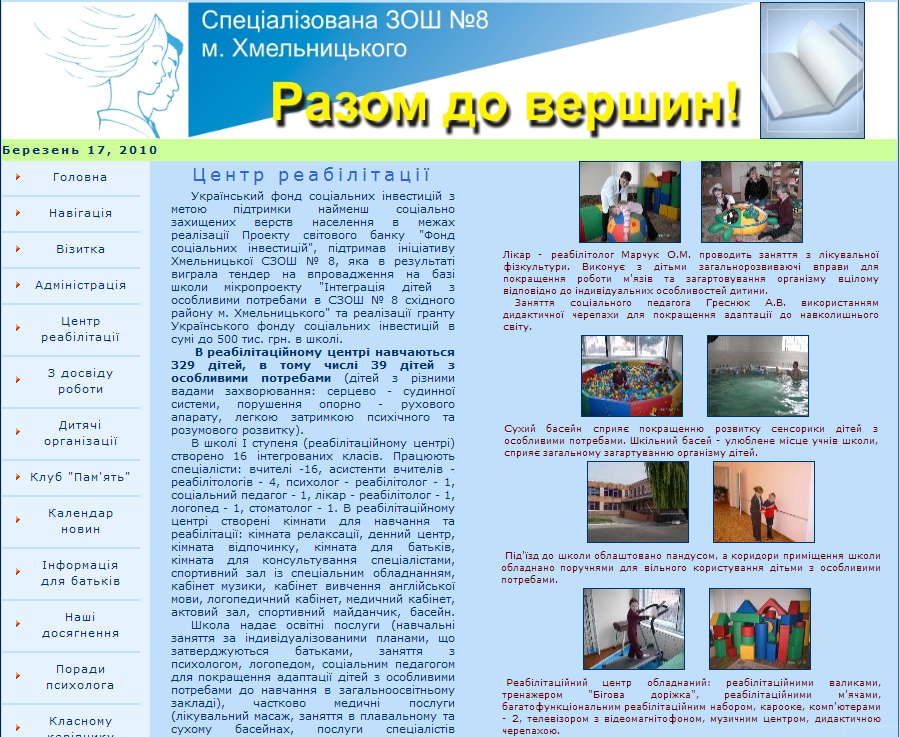 Спеціалізована ЗОШ №8
м. Хмельницького
Разом до вершин!
Березень 17, 2010
Головна
Навігація
Візитка
Адміністрація
Центр
реабілітації
З досвіду
роботи
Дитячі
організації
Клуб "Пам'ять"
Календар
новин
Інформація
для батьків
Наші
досягнення
Поради
психолога
Класному
Центр реабілітації
Український фонд соціальних інвестицій з
метою підтримки найменш соціально
захищених верств населення в межах
реалізації Проекту світового банку "Фонд
соціальних інвестицій", підтримав ініціативу
Хмельницької СЗОШ № 8, яка в результаті
виграла тендер на впровадження на базі
школи мікропроекту "Інтеграція дітей з
особливими потребами в СЗОШ № 8 східного
району м. Хмельницького" та реалізації гранту
Українського фонду соціальних інвестицій в
сумі до 500 тис. грн. в школі.
В реабілітаційному центрі навчаються
329 дітей, в тому числі 39 дітей з
особливими потребами (дітей з різними
вадами захворювання: серцево - судинної
системи, порушення опорно - рухового
апарату, легкою затримкою психічного та
розумового розвитку).
В школі І ступеня (реабілітаційному центрі)
створено 16 інтегрованих класів. Працюють
спеціалісти: вчителі -16, асистенти вчителів -
реабілітологів - 4, психолог - реабілітолог - 1,
соціальний педагог - 1, лікар - реабілітолог - 1,
логопед - 1, стоматолог - 1. В реабілітаційному
центрі створені кімнати для навчання та
реабілітації: кімната релаксації, денний центр,
кімната відпочинку, кімната для батьків,
кімната для консультування спеціалістами,
спортивний зал із спеціальним обладнанням,
кабінет музики, кабінет вивчення англійської
мови, логопедичний кабінет, медичний кабінет,
актовий зал, спортивний майданчик, басейн.
Школа надає освітні послуги (навчальні
заняття за індивідуалізованими планами, що
затверджуються батьками, заняття з
психологом, логопедом, соціальним педагогом
для покращення адаптації дітей з особливими
потребами до навчання в загальноосвітньому
закладі), частково медичні послуги
(лікувальний масаж, заняття в плавальному та
сухому басейнах, послуги спеціалістів
Лікар - реабілітолог Марчук О.М. проводить заняття з лікувальної
фізкультури. Виконує з дітьми загальнорозвиваючі вправи для
покращення роботи м'язів та загартовування організму вцілому
відповідно до індивідуальних особливостей дитини.
Заняття соціального педагога Греснюк А.В. використанням
дидактичної черепахи для покращення адаптації до навколишнього
світу.
Сухий басейн сприяє покращенню розвитку сенсорики дітей з
особливими потребами. Шкільний басей - улюблене місце учнів школи,
сприяє загальному загартуванню організму дітей.
Під'їзд до школи облаштовано пандусом, а коридори приміщення школи
обладнано поручнями для вільного користування дітьми з особливими
потребами.
Реабілітаційний центр обладнаний: реабілітаційними валиками,
тренажером "Бігова доріжка", реабілітаційними м'ячами,
багатофункціональним реабілітаційним набором, карооке, комп'ютерами
- 2, телевізором з відеомагнітофоном, музичним центром, дидактичною
черепахою.